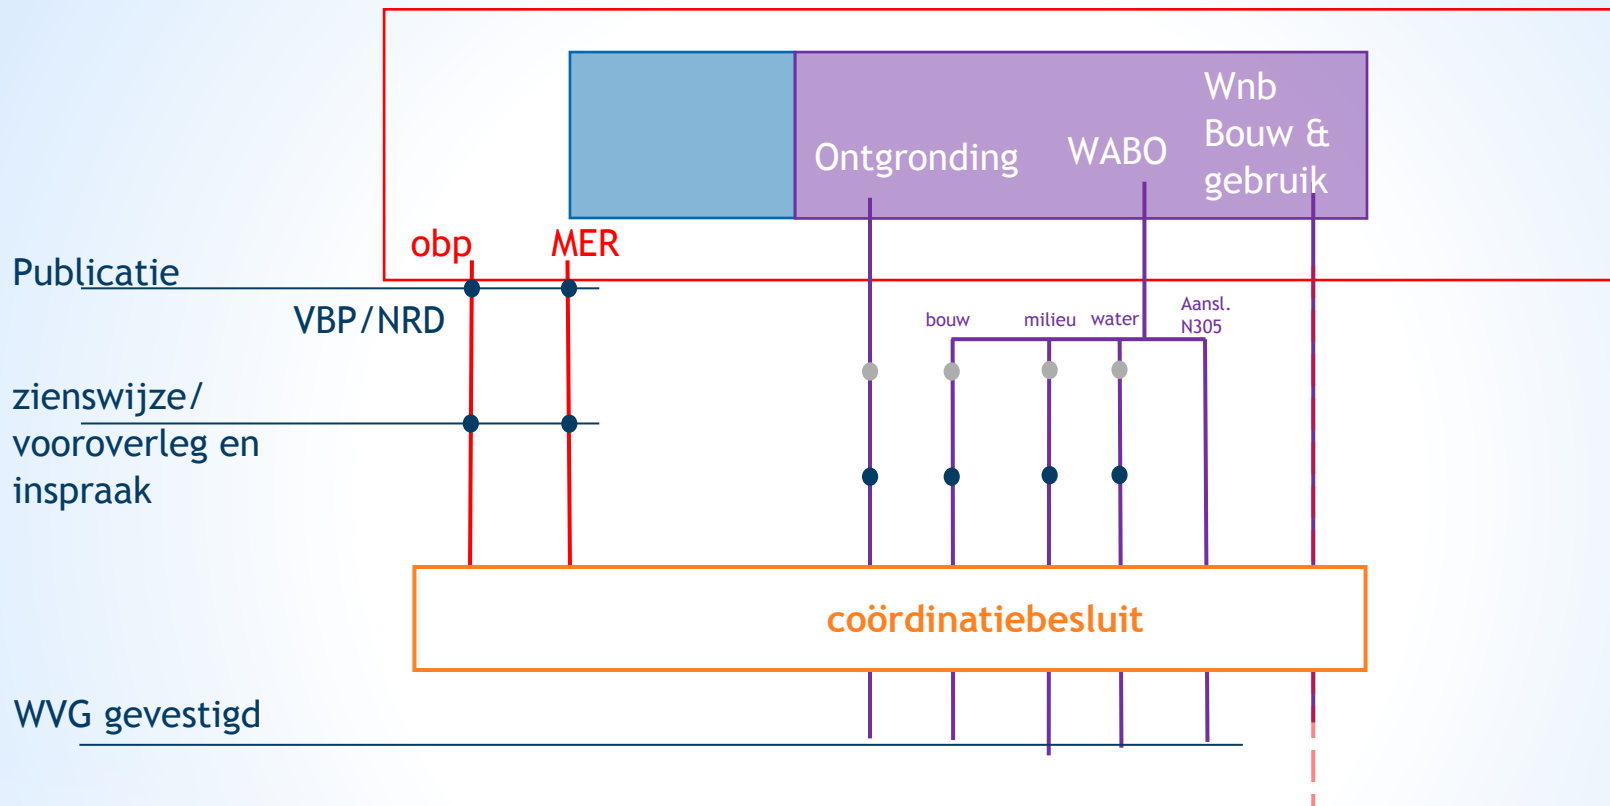 Wnb
Bouw &
gebruik
Ontgronding
WABO
obp
MER
Publicatie
VBP/NRD
bouw
milieu
water
Aansl.
N305
zienswijze/
vooroverleg en
inspraak
coördinatiebesluit
WVG gevestigd